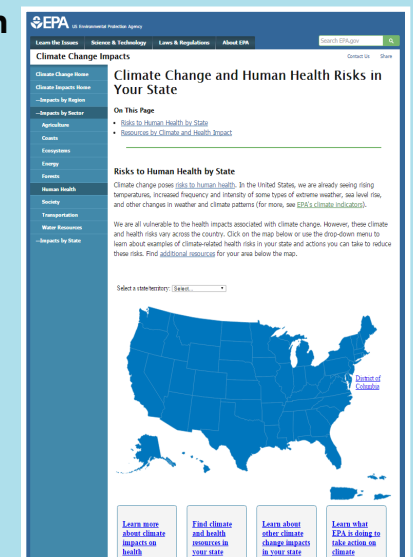 EPA US Environmental Protection Agency
Learn the Issues Science & Technology Laws & Regulations About EPA Search EPA.gov
Climate Change Impacts
Contact Us Share
Climate Change Home
Climate Impacts Home
—Impacts by Region
—Impacts by Sector
Agriculture
Coasts
Ecosystems
Energy
Forests
Human Health
Society
Transportation
Water Resources
—Impacts by State
Climate Change and Human Health Risks in
Your State
On This Page
• Risks to Human Health by State
• Resources by Climate and Health Impact
Risks to Human Health by State
Climate change poses risks to human health. In the United States, we are already seeing rising
temperatures, increased frequency and intensity of some types of extreme weather, sea level rise,
and other changes in weather and climate patterns (for more, see EPA's climate indicators).
We are all vulnerable to the health impacts associated with climate change. However, these climate
and health risks vary across the country. Click on the map below or use the drop-down menu to
learn about examples of climate-related health risks in your state and actions you can take to reduce
these risks. Find additional resources for your area below the map.
Select a state/territory: Select...
District of
Columbia
Learn more
about climate
impacts on
health
Find climate
and health
resources in
your state
Learn about
other climate
change impacts
in your state
Learn what
EPA is doing to
take action on
climate